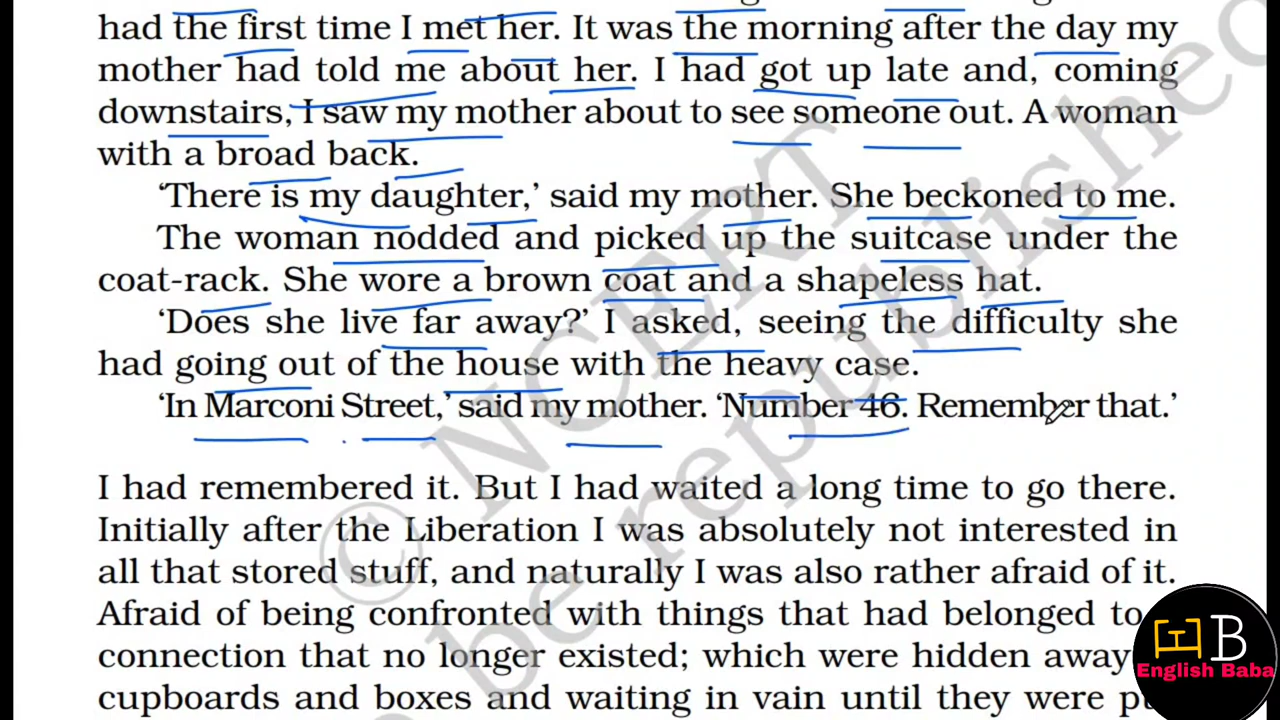 had the first time I met her. It was the morning after the day my
mother had told me about her. I had got up late and, coming
downstairs, I saw my mother about to see someone out. A woman
with a broad back.
‘There is my daughter,’ said my mother. She beckoned to me.
The woman nodded and picked up the suitcase under the
coat-rack. She wore a brown coat and a shapeless hat.
‘Does she live far away?’ I asked, seeing the difficulty she
had going out of the house with the heavy case.
‘In Marconi Street,’ said my mother. ‘Number 46. Remember that.’
I had remembered it. But I had waited a long time to go there.
Initially after the Liberation I was absolutely not interested in
all that stored stuff, and naturally I was also rather afraid of it.
Afraid of being confronted with things that had belonged to
connection that no longer existed; which were hidden away
cupboards and boxes and waiting in vain until they were
© NCERT
be republished
EB
English Baba